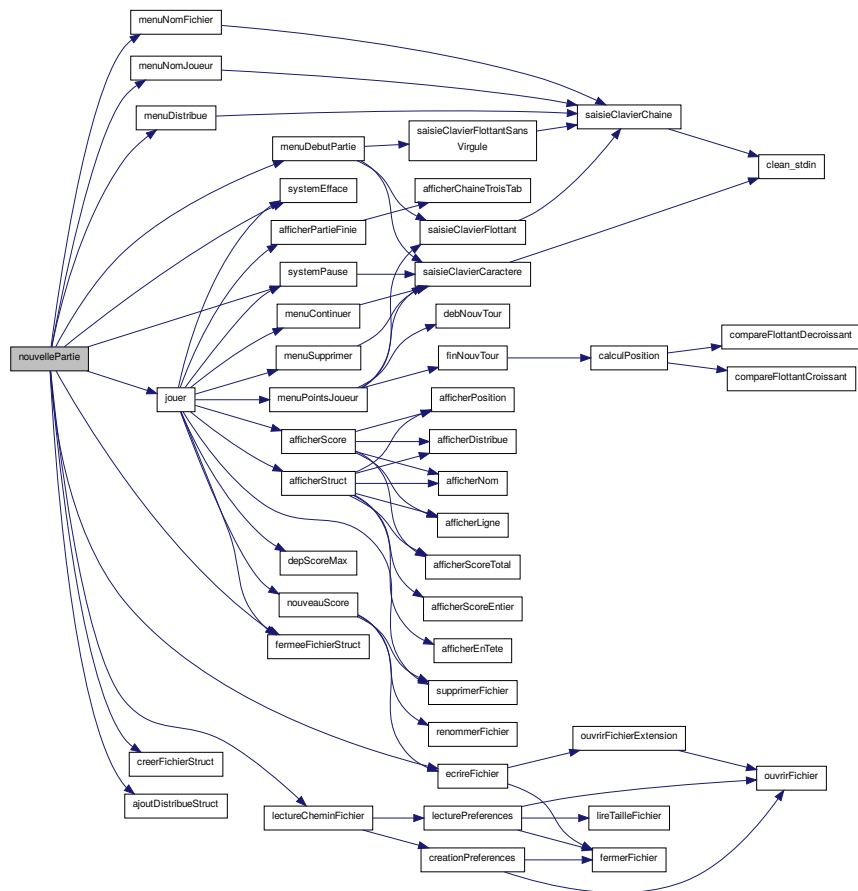 menuNomFichier
menuNomJoueur
menuDistribue
saisieClavierChaine
saisieClavierFlottantSans
Virgule
menuDebutPartie
clean_stdin
systemEfface
afficherChaineTroisTab
afficherPartieFinie
saisieClavierFlottant
systemPause
saisieClavierCaractere
menuContinuer
debNouvTour
compareFlottantDecroissant
nouvellePartie
menuSupprimer
finNouvTour
calculPosition
compareFlottantCroissant
jouer
menuPointsJoueur
afficherPosition
afficherScore
afficherDistribue
afficherStruct
afficherNom
afficherLigne
depScoreMax
afficherScoreTotal
nouveauScore
afficherScoreEntier
fermeeFichierStruct
afficherEnTete
supprimerFichier
renommerFichier
ouvrirFichierExtension
creerFichierStruct
ecrireFichier
ouvrirFichier
ajoutDistribueStruct
lectureCheminFichier
lecturePreferences
lireTailleFichier
creationPreferences
fermerFichier